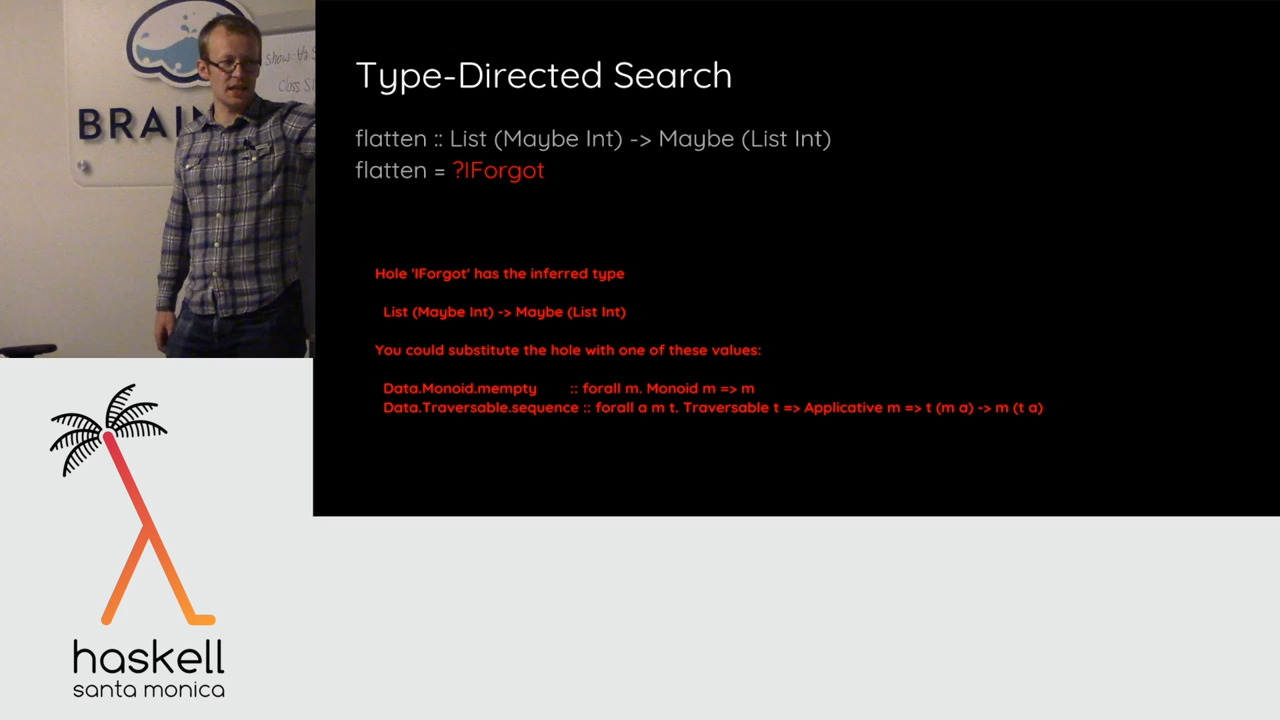 Show
Class
BRAIN
Type-Directed Search
flatten :: List (Maybe Int) -> Maybe (List Int)
flatten = ?IForgot
Hole 'IForgot' has the inferred type
List (Maybe Int) -> Maybe (List Int)
You could substitute the hole with one of these values:
Data.Monoid.mempty :: forall m. Monoid m => m
Data.Traversable.sequence :: forall a m t. Traversable t => Applicative m => t (m a) -> m (t a)
haskell
santa monica